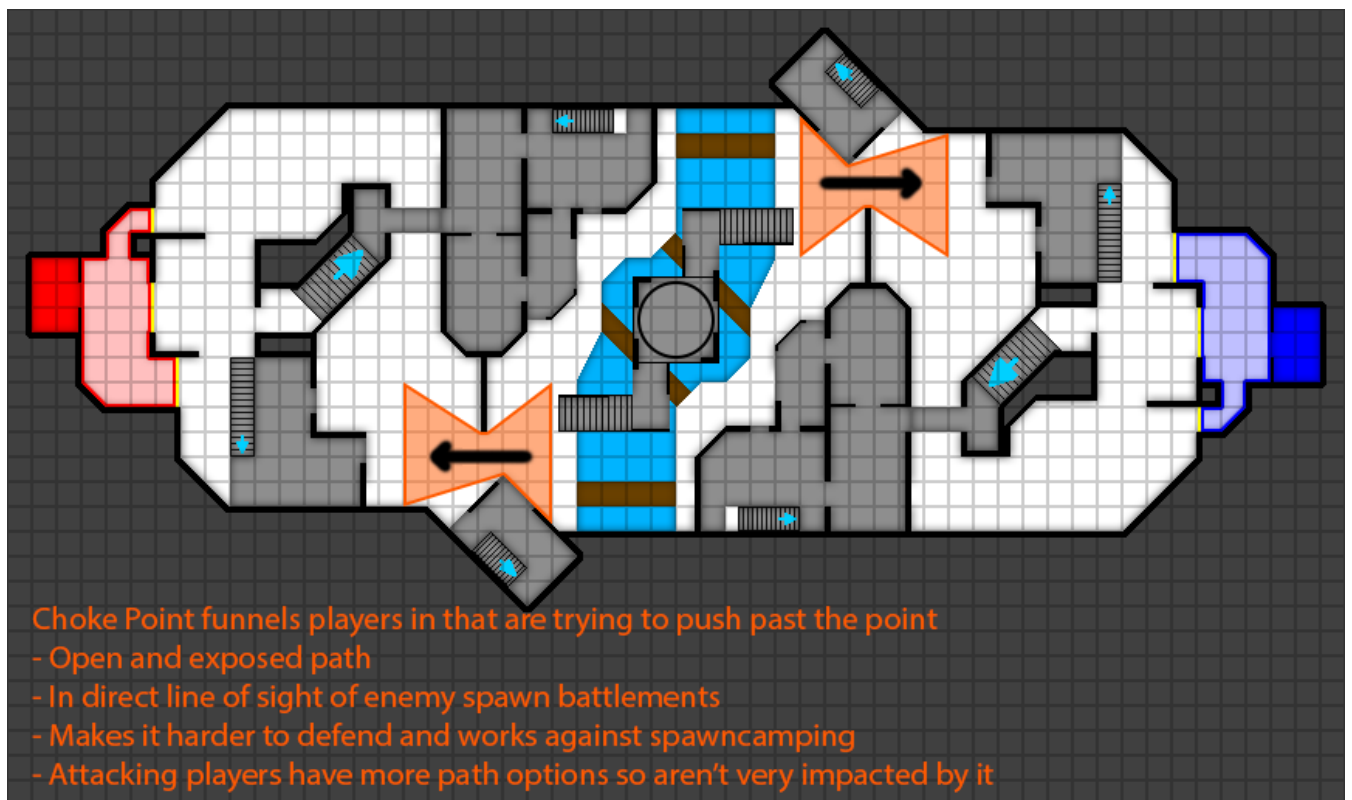 Choke Point funnels players in that are trying to push past the point
- Open and exposed path
- In direct line of sight of enemy spawn battlements
- Makes it harder to defend and works against spawncamping
- Attacking players have more path options so aren't very impacted by it